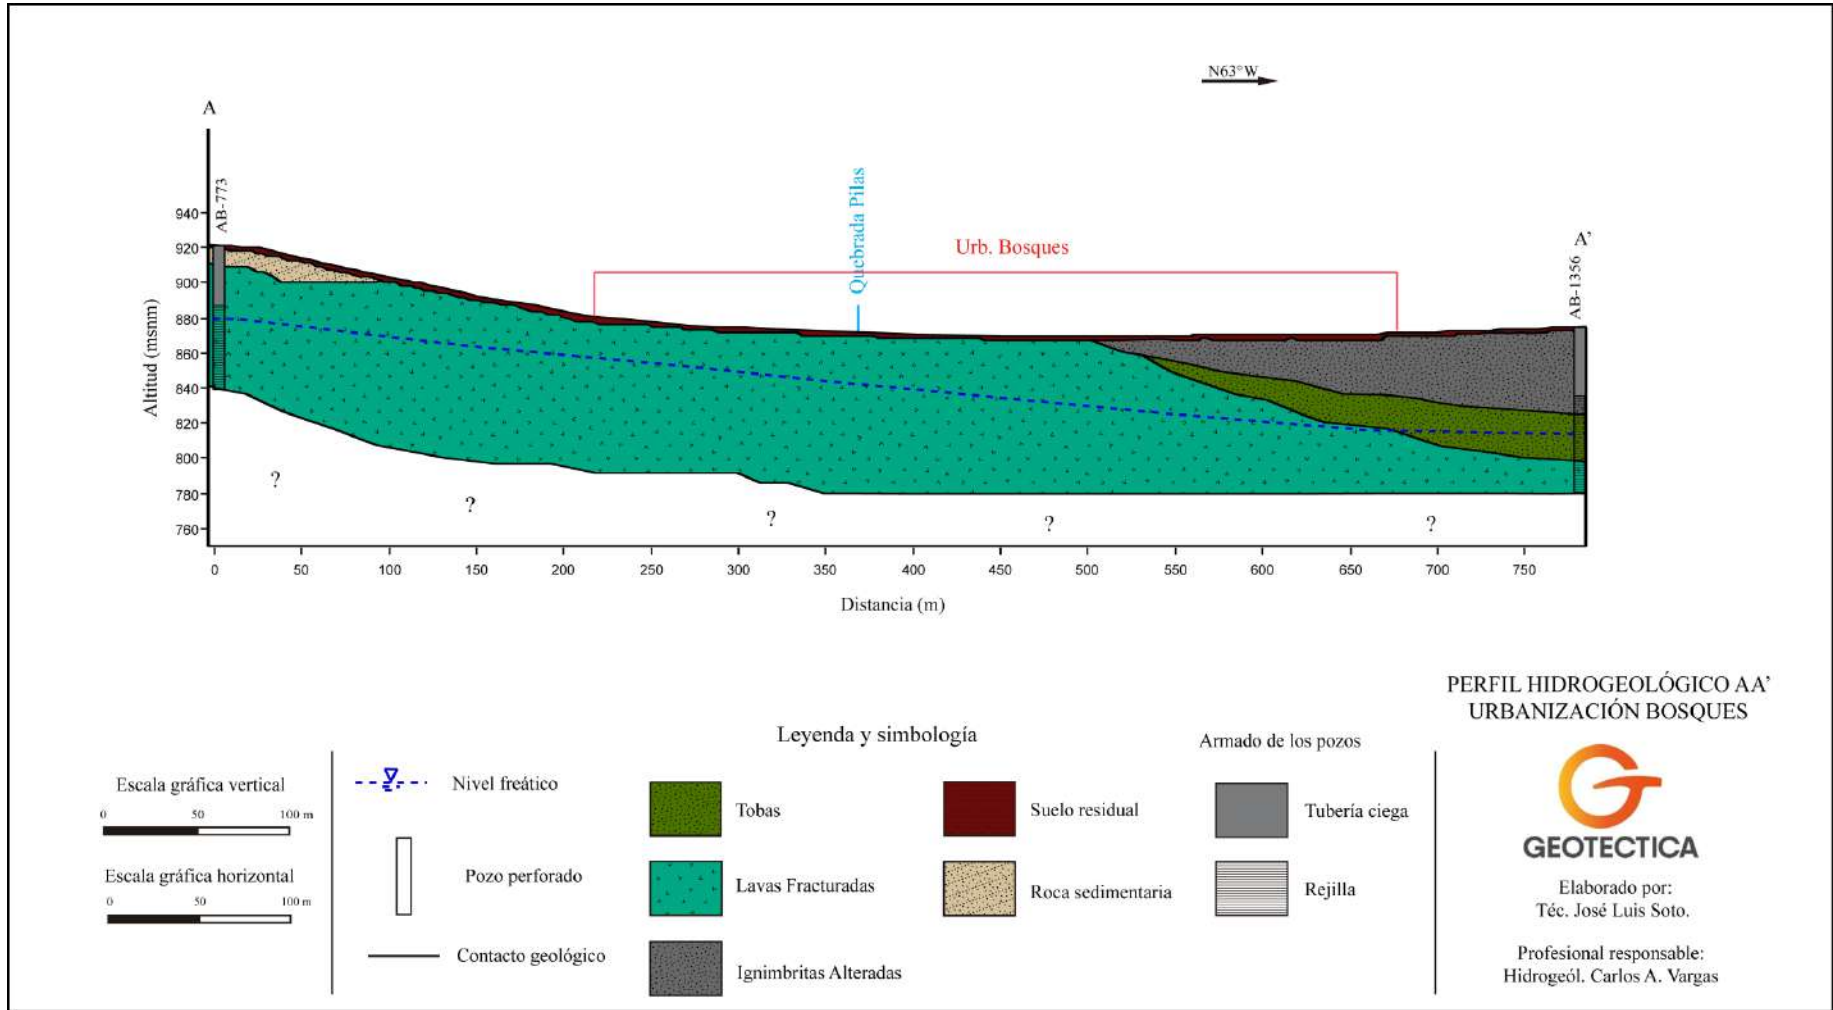 N63°W
A
AB-773
Quebrada Pilas
Urb. Bosques
A'
AB-1356
Altitud (msnm)
940
920
900
880
860
840
820
800
780
760
? ? ? ? ?
0 50 100 150 200 250 300 350 400 450 500 550 600 650 700 750
Distancia (m)
PERFIL HIDROGEOLÓGICO AA'
URBANIZACIÓN BOSQUES
Escala gráfica vertical
0 50 100 m
Escala gráfica horizontal
0 50 100 m
Leyenda y simbología
Nivel freático
Pozo perforado
Contacto geológico
Tobas
Lavas Fracturadas
Ignimbritas Alteradas
Suelo residual
Roca sedimentaria
Armado de los pozos
Tubería ciega
Rejilla
GEOTECTICA
Elaborado por:
Téc. José Luis Soto.
Profesional responsable:
Hidrogeól. Carlos A. Vargas